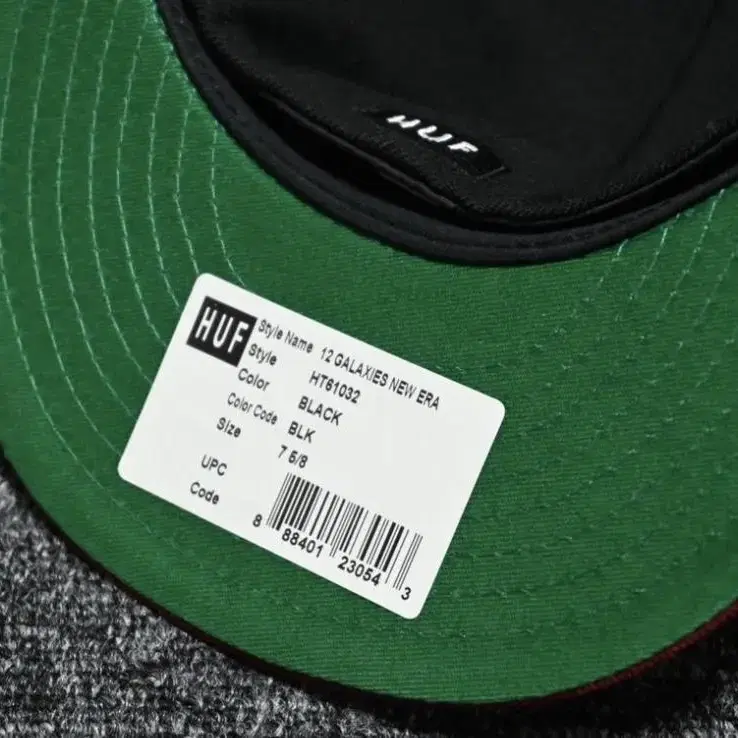 HUF
HUF
Style Name 12 GALAXIES NEW ERA
Style HT61032
Color BLACK
Color Code BLK
Size 7 5/8
UPC
Code
8 88401 23054 3